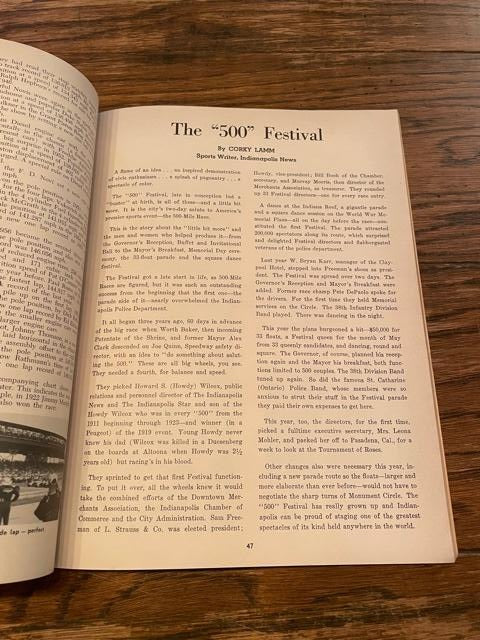 The "500" Festival
By CORKY LAMM
Sports Writer, Indianapolis News
A flame of an idea . . . an inspired demonstration
of civic enthusiasm . . . a splash of pageantry . . . a
spectacle of color.
The "500" Festival, late in conception but a
"buster" at birth, is all of these—and a little bit
more. It is the city's two-day salute to America's
premier sports event—the 500-Mile Race.
This is the story about the "little bit more" and
the men and women who helped produce it—from
the Governor's Reception, Buffet and Invitational
Ball to the Mayor's Breakfast, Memorial Day cere-
mony, the 33-float parade and the square dance
festival.
The Festival got a late start in life, as 500-Mile
Races are figured, but it was such an outstanding
success from the beginning that the first one—the
parade side of it—nearly overwhelmed the Indian-
apolis Police Department.
It all began three years ago, 60 days in advance
of the big race when Worth Baker, then incoming
Potentate of the Shrine, and former Mayor Alex
Clark descended on Joe Quinn, Speedway safety di-
rector, with an idea to "do something about salut-
ing the 500." These are all big wheels, you see.
They needed a fourth, for balance and speed.
They picked Howard S. (Howdy) Wilcox, public
relations and personnel director of The Indianapolis
News and The Indianapolis Star and son of the
Howdy Wilcox who was in every "500" from the
1911 beginning through 1923—and winner (in a
Peugeot) of the 1919 event. Young Howdy never
knew his dad (Wilcox was killed in a Duesenberg
on the boards at Altoona when Howdy was 2½
years old) but racing's in his blood.
They sprinted to get that first Festival function-
ing. To put it over, all the wheels knew it would
take the combined efforts of the Downtown Mer-
chants Association, the Indianapolis Chamber of
Commerce and the City Administration. Sam Free-
man of L. Strauss & Co. was elected president;
Howdy, vice-president; Bill Book of the Chamber,
secretary, and Murray Morris, then director of the
Merchants Association, as treasurer. They rounded
up 33 Festival directors—one for every race entry.
A dance at the Indiana Roof, a gigantic parade
and a square dance session on the World War Me-
morial Plaza—all on the day before the race—con-
stituted the first Festival. The parade attracted
200,000 spectators along its route, which surprised
and delighted Festival directors and flabbergasted
veterans of the police department.
Last year W. Bryan Karr, manager of the Clay-
pool Hotel, stepped into Freeman's shoes as presi-
dent. The Festival was spread over two days. The
Governor's Reception and Mayor's Breakfast were
added. Former race champ Pete DePaolo spoke for
the drivers. For the first time they held Memorial
services on the Circle. The 38th Infantry Division
Band played. There was dancing in the night.
This year the plans burgeoned a bit—$50,000 for
33 floats, a Festival queen for the month of May
from 33 queenly candidates, and dancing, round and
square. The Governor, of course, planned his recep-
tion again and the Mayor his breakfast, both func-
tions limited to 500 couples. The 38th Division Band
tuned up again. So did the famous St. Catharine
(Ontario) Police Band, whose members were so
anxious to strut their stuff in the Festival parade
they paid their own expenses to get here.
This year, too, the directors, for the first time,
picked a fulltime executive secretary, Mrs. Leona
Mohler, and packed her off to Pasadena, Cal., for
a week to look at the Tournament of Roses.
Other changes also were necessary this year, in-
cluding a new parade route so the floats—larger and
more elaborate than ever before—would not have to
negotiate the sharp turns of Monument Circle. The
"500" Festival has really grown up and Indian-
apolis can be proud of staging one of the greatest
spectacles of its kind held anywhere in the world.
47